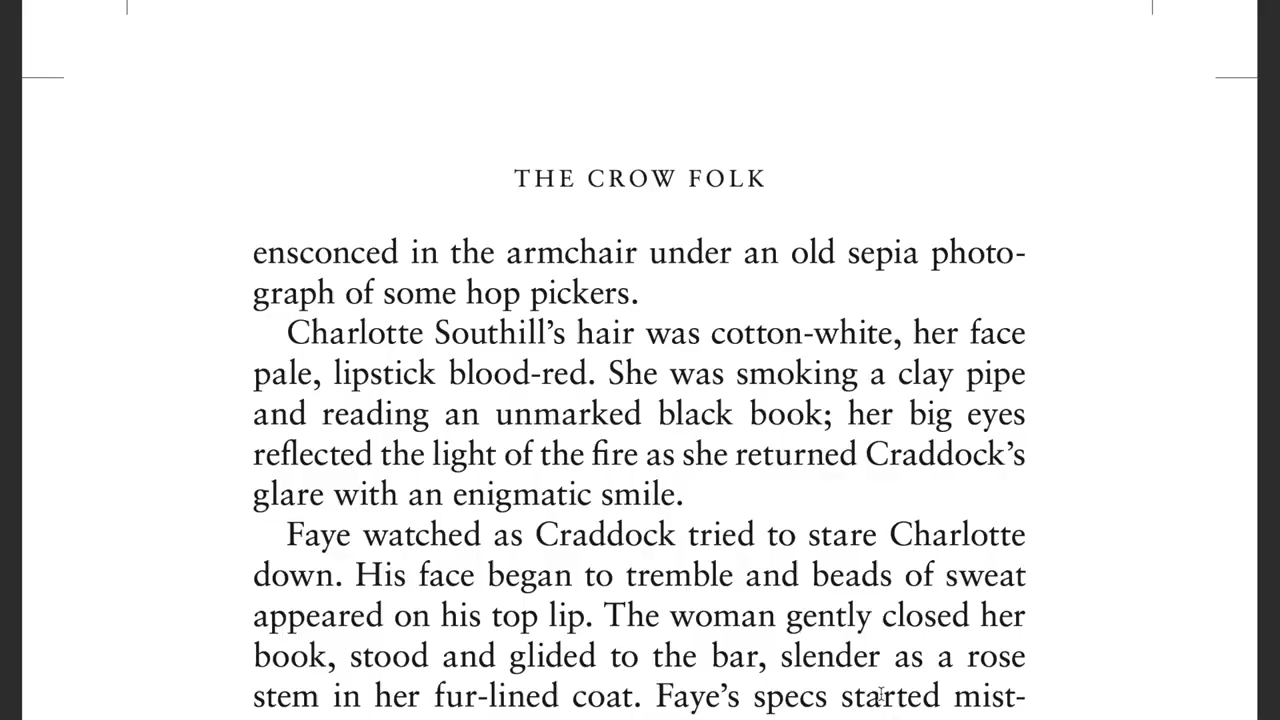 THE CROW FOLK
ensconced in the armchair under an old sepia photo-
graph of some hop pickers.
Charlotte Southill’s hair was cotton-white, her face
pale, lipstick blood-red. She was smoking a clay pipe
and reading an unmarked black book; her big eyes
reflected the light of the fire as she returned Craddock’s
glare with an enigmatic smile.
Faye watched as Craddock tried to stare Charlotte
down. His face began to tremble and beads of sweat
appeared on his top lip. The woman gently closed her
book, stood and glided to the bar, slender as a rose
stem in her fur-lined coat. Faye’s specs started mist-